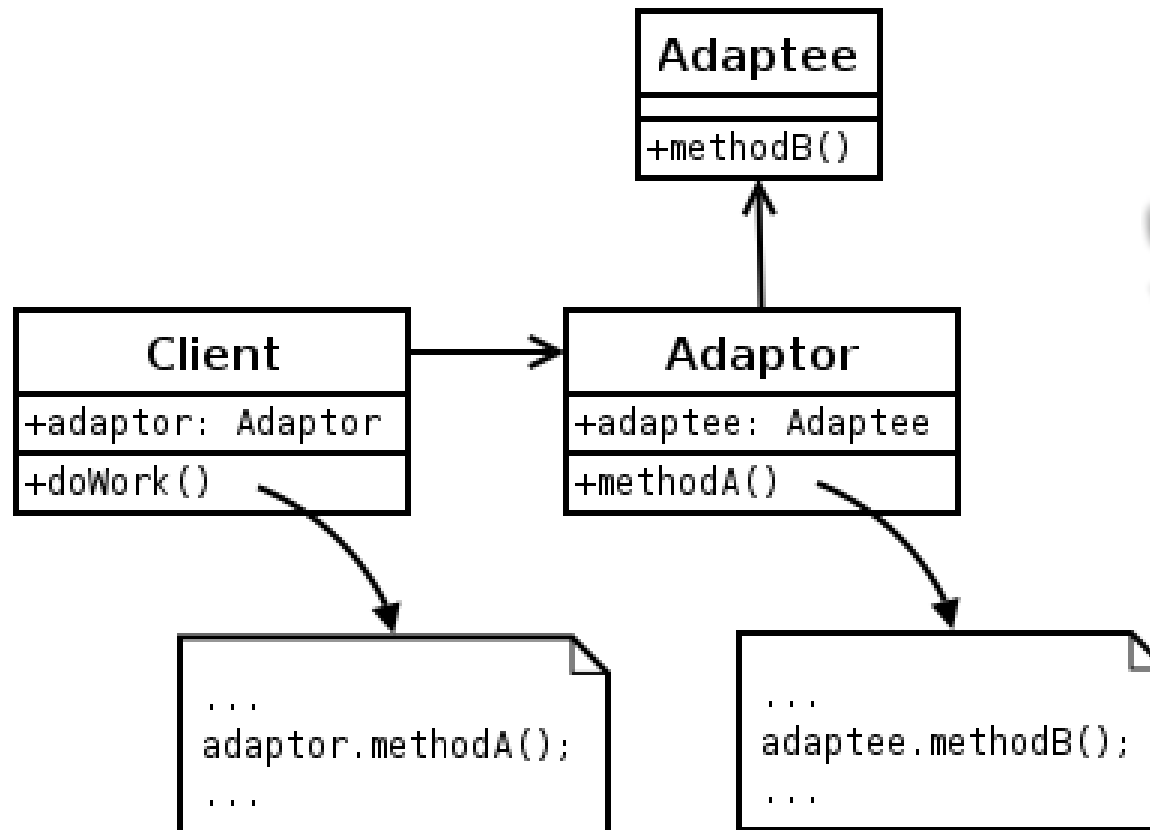 Adaptee
+methodB()
Client
+adaptor: Adaptor
+doWork()
Adaptor
+adaptee: Adaptee
+methodA()
...
adaptor.methodA();
...
...
adaptee.methodB();
...